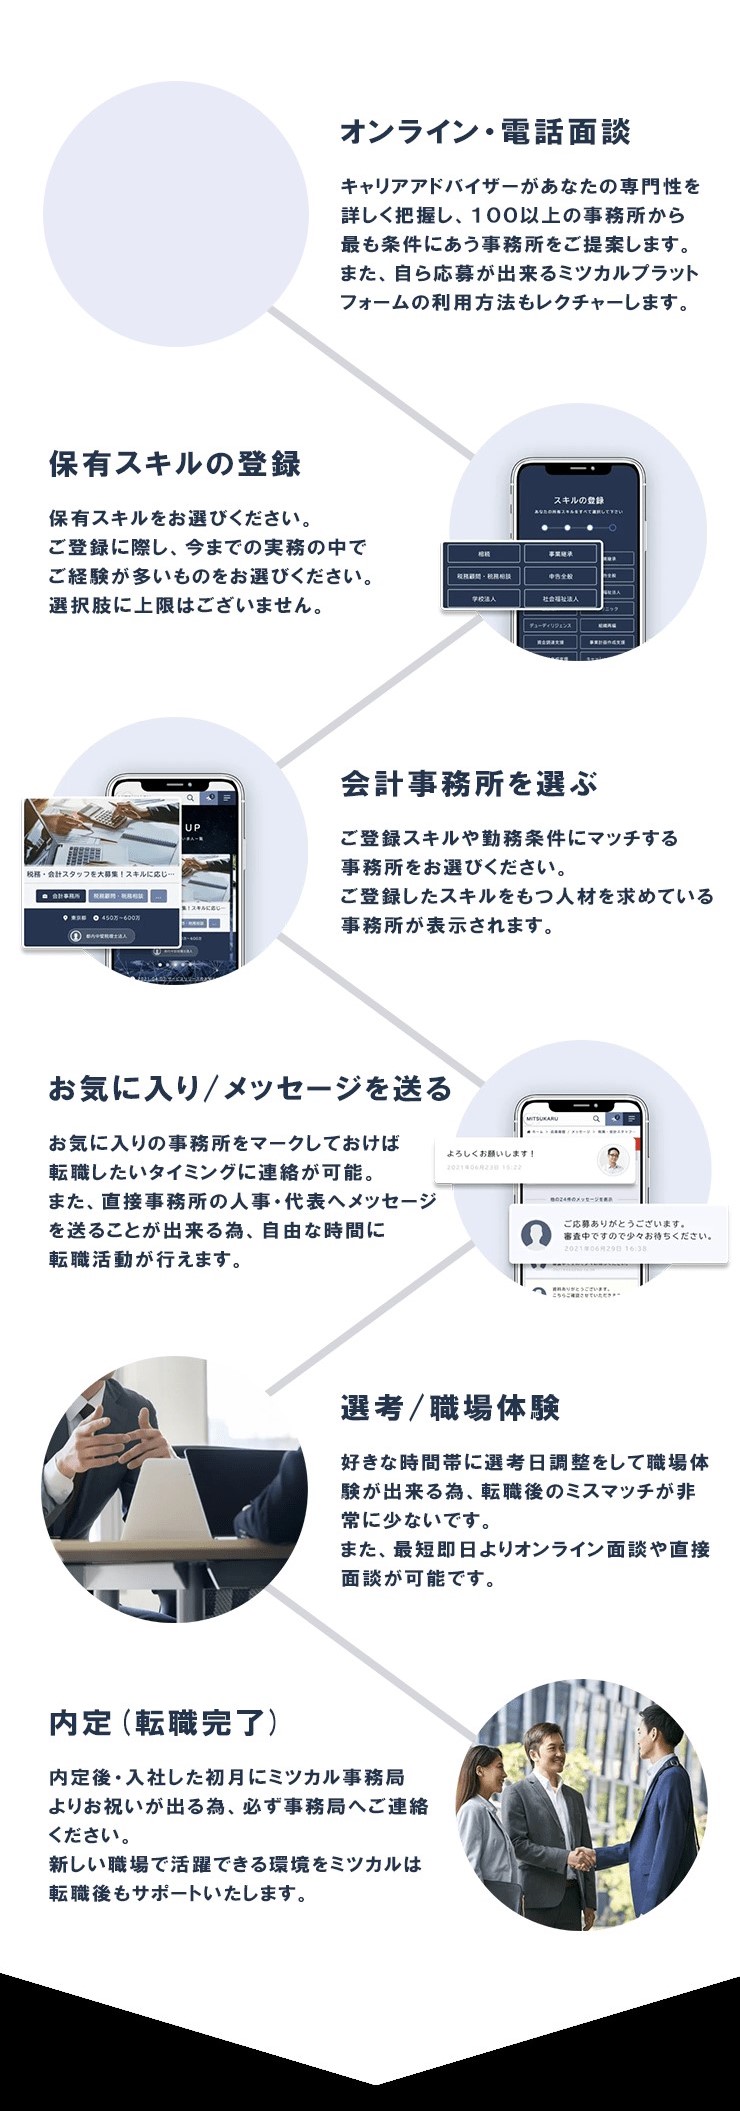 オンライン・電話面談
キャリアアドバイザーがあなたの専門性を
詳しく把握し、100以上の事務所から
最も条件にあう事務所をご提案します。
また、自ら応募が出来るミツカルプラット
フォームの利用方法もレクチャーします。
保有スキルの登録
保有スキルをお選びください。
ご登録に際し、今までの実務の中で
ご経験が多いものをお選びください。
選択肢に上限はございません。
スキルの登録
あなたの所有スキルをすべて選択して下さい
相続
事業継承
税務顧問・税務相談
申告全般
学校法人
社会福祉法人
デューディリジェンス
組織再編
資金調達支援
事業計画作成支援
会計事務所を選ぶ
ご登録スキルや勤務条件にマッチする
事務所をお選びください。
ご登録したスキルをもつ人材を求めている
事務所が表示されます。
UP
税務・会計スタッフを大募集！スキルに応じ…
会計事務所
税務顧問・税務相談
...
東京都
450万〜600万
都内中堅税理士法人
お気に入り/メッセージを送る
お気に入りの事務所をマークしておけば
転職したいタイミングに連絡が可能。
また、直接事務所の人事・代表へメッセージ
を送ることが出来る為、自由な時間に
転職活動が行えます。
MITSUKARU
よろしくお願いします！
2021年06月23日 15:22
他の24件のメッセージを表示
ご応募ありがとうございます。
審査中ですので少々お待ちください。
2021年06月29日 16:38
選考/職場体験
好きな時間帯に選考日調整をして職場体
験が出来る為、転職後のミスマッチが非
常に少ないです。
また、最短即日よりオンライン面談や直接
面談が可能です。
内定(転職完了)
内定後・入社した初月にミツカル事務局
よりお祝いが出る為、必ず事務局へご連絡
ください。
新しい職場で活躍できる環境をミツカルは
転職後もサポートいたします。